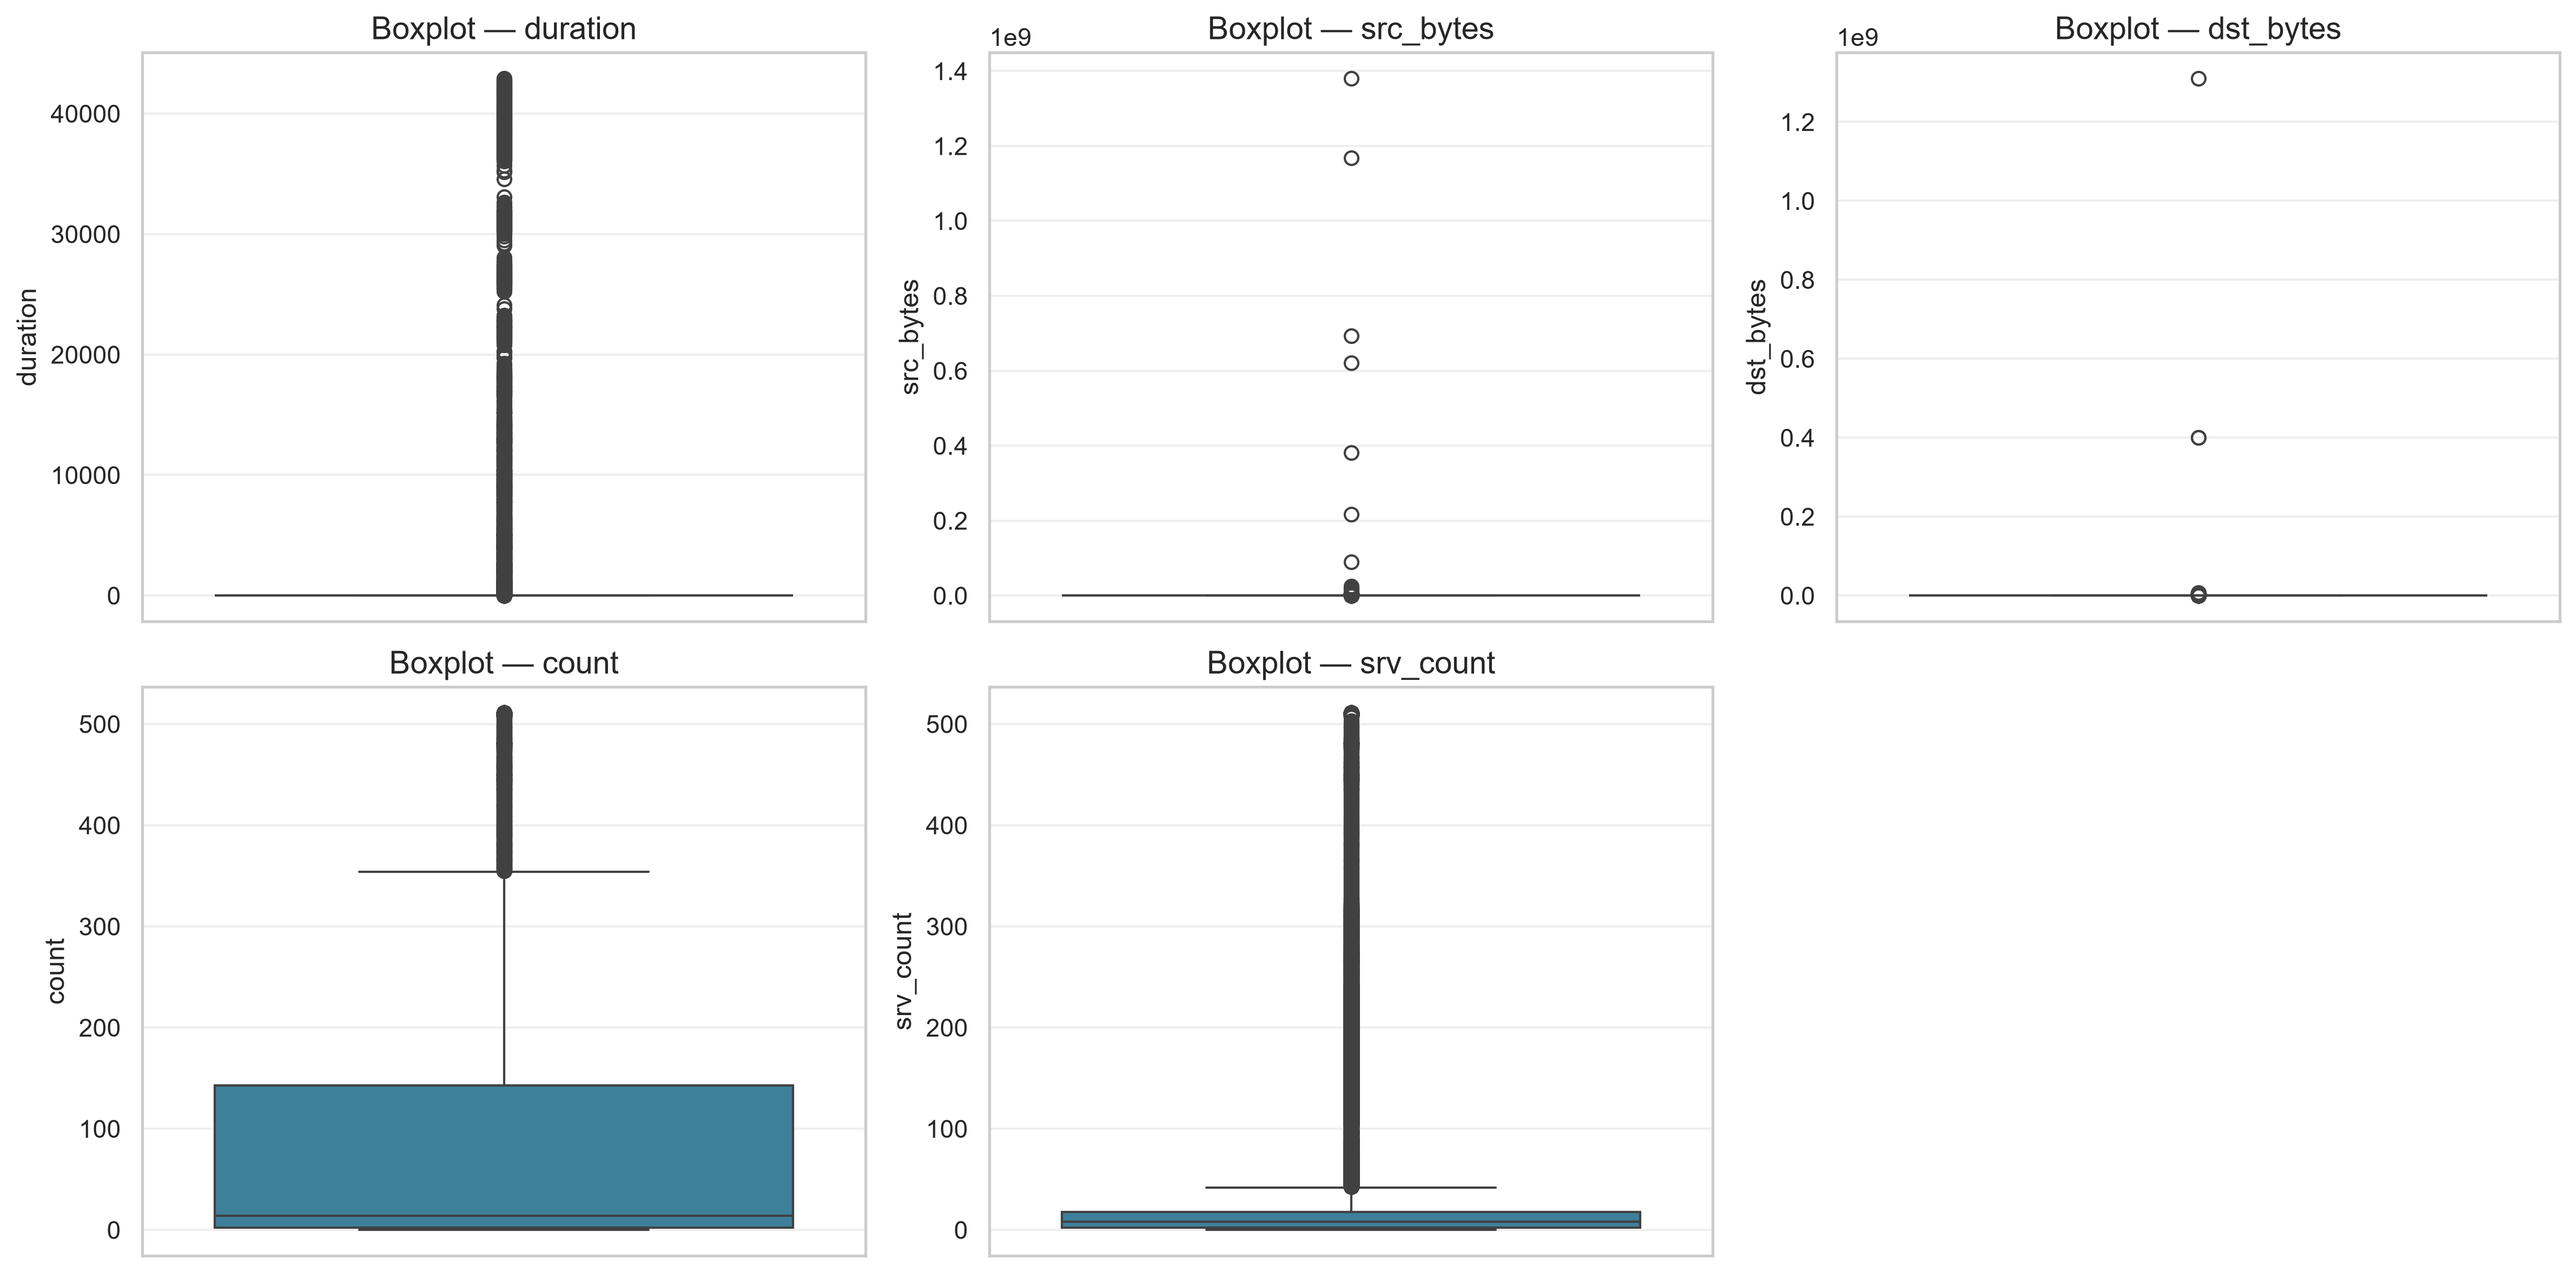 Boxplot — duration
duration
40000
30000
20000
10000
0
Boxplot — src_bytes
1e9
src_bytes
1.4
1.2
1.0
0.8
0.6
0.4
0.2
0.0
Boxplot — dst_bytes
1e9
dst_bytes
1.2
1.0
0.8
0.6
0.4
0.2
0.0
Boxplot — count
count
500
400
300
200
100
0
Boxplot — srv_count
srv_count
500
400
300
200
100
0